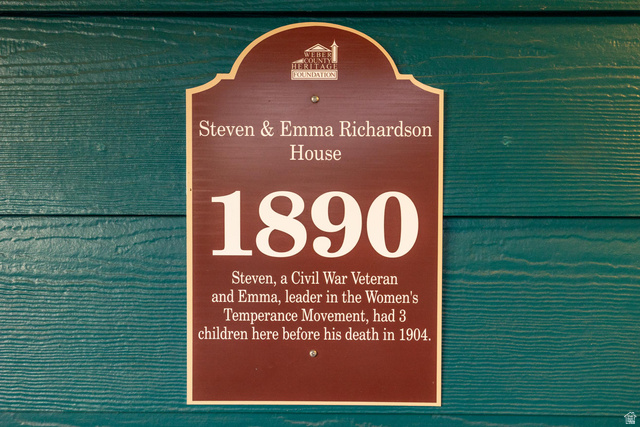 WEBER
COUNTY
HERITAGE
FOUNDATION
Steven & Emma Richardson
House
1890
Steven, a Civil War Veteran
and Emma, leader in the Women's
Temperance Movement, had 3
children here before his death in 1904.